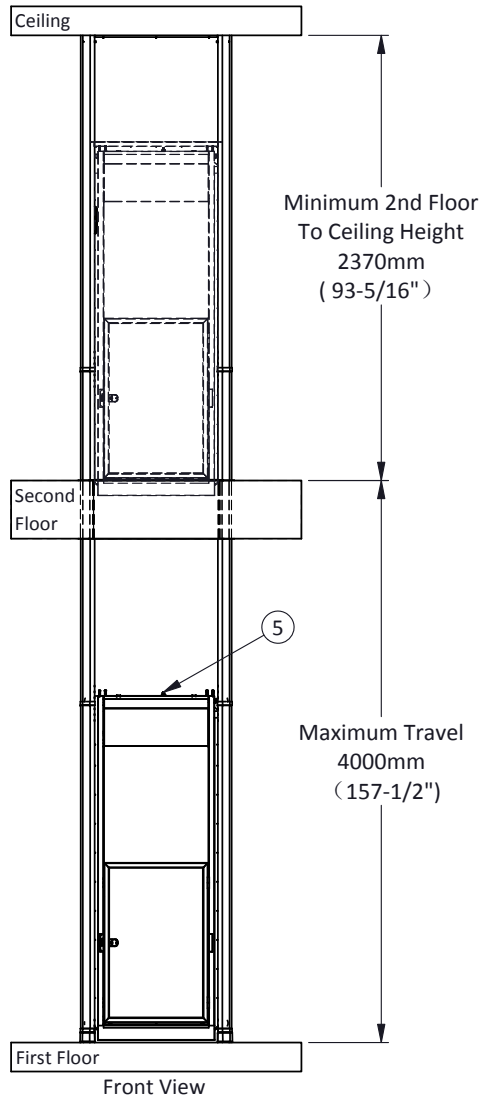 Ceiling
Minimum 2nd Floor
To Ceiling Height
2370mm
( 93-5/16"）
Second
Floor
5
Maximum Travel
4000mm
（157-1/2")
First Floor
Front View